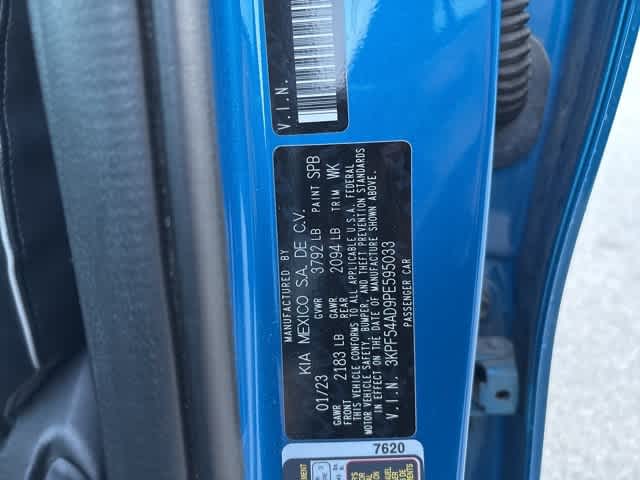 V.I.N.
MANUFACTURED BY
KIA MEXICO S.A. DE C.V.
01/23 GVWR 3792 LB PAINT SPB
GAWR FRONT 2183 LB GAWR REAR 2094 LB TRIM WK
THIS VEHICLE CONFORMS TO ALL APPLICABLE U.S.A. FEDERAL
MOTOR VEHICLE SAFETY, BUMPER, AND THEFT PREVENTION STANDARDS
IN EFFECT ON THE DATE OF MANUFACTURE SHOWN ABOVE.
V.I.N. 3KPF54AD9PE595033
PASSENGER CAR
7620